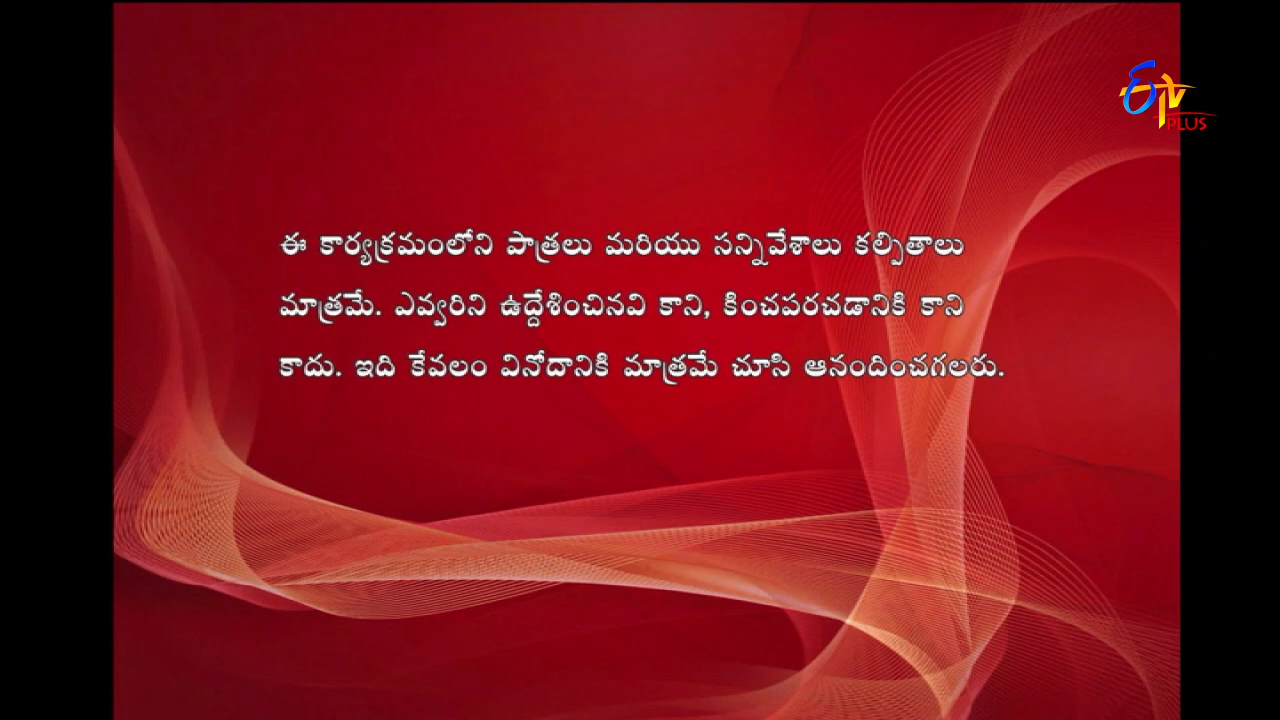 ETV
PLUS
ఈ కార్యక్రమంలోని పాత్రలు మరియు సన్నివేశాలు కల్పితాలు
మాత్రమే. ఎవ్వరిని ఉద్దేశించినవి కాని, కించపరచడానికి కాని
కాదు. ఇది కేవలం వినోదానికి మాత్రమే చూసి ఆనందించగలరు.